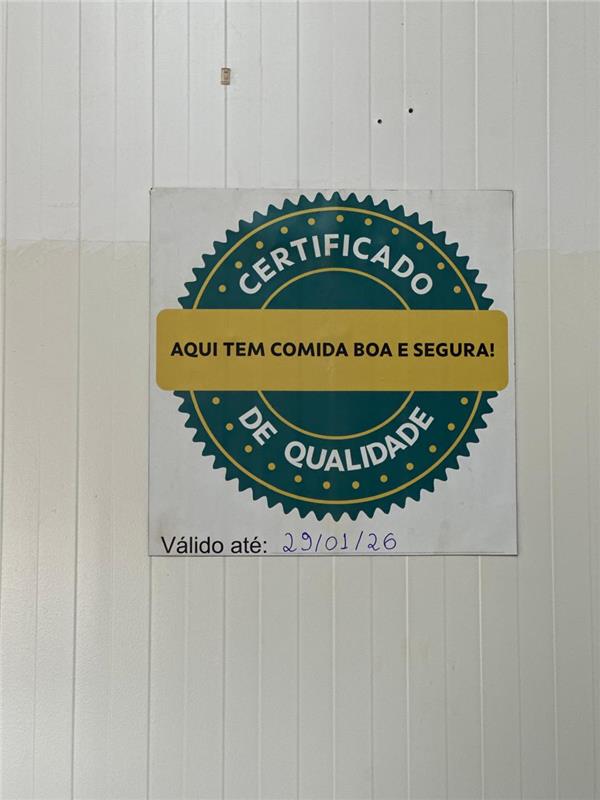 CERTIFICADO
AQUI TEM COMIDA BOA E SEGURA!
DE QUALIDADE
Válido até: 29/01/26